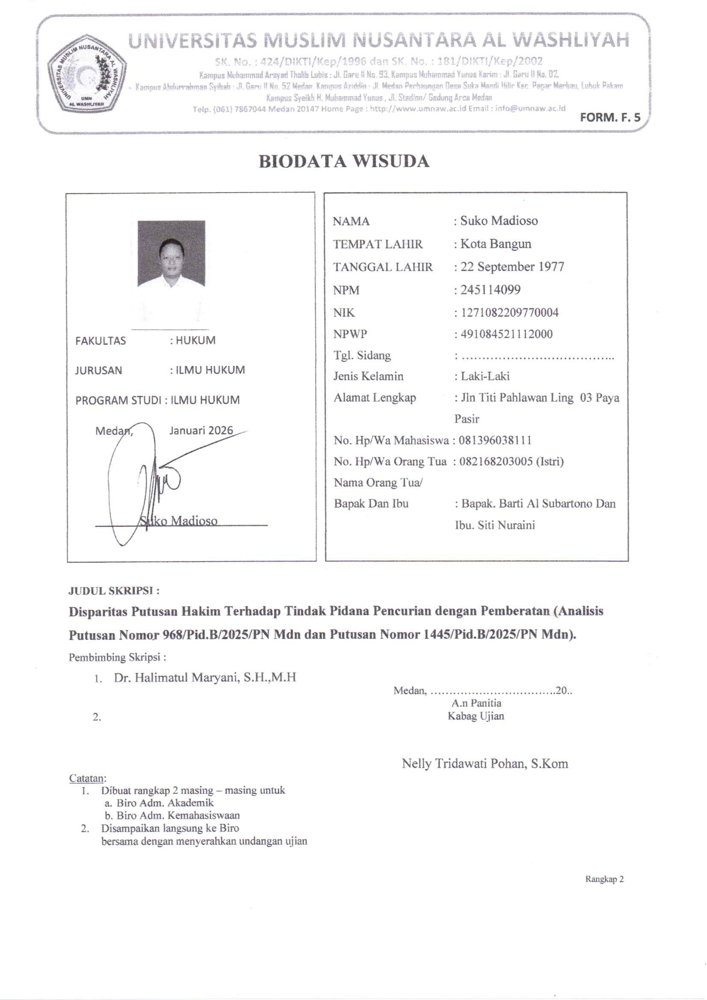 UNIVERSITAS MUSLIM NUSANTARA AL WASHLIYAH
SK. No. : 424/DIKTI/Kep/1996 dan SK. No. : 181/DIKTI/Kep/2002
Kampus Muhammad Arsyad Thalib Lubis : Jl. Garu II No. 93, Kampus Muhammad Yunus Karim : Jl. Garu II No. 02,
Kampus Abdurrahman Syihab : Jl. Garu II No. 52 Medan, Kampus Aziddin : Jl. Medan Perbaungan Desa Suka Mandi Hilir Kec. Pagar Merbau, Lubuk Pakam
Kampus Syeikh H. Muhammad Yunus , Jl. Stadion/ Gedung Arca Medan
Telp. (061) 7867044 Medan 20147 Home Page : http://www.umnaw.ac.id Email : info@umnaw.ac.id
FORM. F. 5
UNIVERSITAS MUSLIM NUSANTARA AL WASHLIYAH
UMN
AL WASHLIYAH
BIODATA WISUDA
FAKULTAS : HUKUM
JURUSAN : ILMU HUKUM
PROGRAM STUDI : ILMU HUKUM
Medan, Januari 2026
Suko Madioso
NAMA : Suko Madioso
TEMPAT LAHIR : Kota Bangun
TANGGAL LAHIR : 22 September 1977
NPM : 245114099
NIK : 1271082209770004
NPWP : 491084521112000
Tgl. Sidang : ........................................
Jenis Kelamin : Laki-Laki
Alamat Lengkap : Jln Titi Pahlawan Ling 03 Paya
Pasir
No. Hp/Wa Mahasiswa : 081396038111
No. Hp/Wa Orang Tua : 082168203005 (Istri)
Nama Orang Tua/
Bapak Dan Ibu : Bapak. Barti Al Subartono Dan
Ibu. Siti Nuraini
JUDUL SKRIPSI :
Disparitas Putusan Hakim Terhadap Tindak Pidana Pencurian dengan Pemberatan (Analisis
Putusan Nomor 968/Pid.B/2025/PN Mdn dan Putusan Nomor 1445/Pid.B/2025/PN Mdn).
Pembimbing Skripsi :
1. Dr. Halimatul Maryani, S.H.,M.H
2.
Medan, .................................20..
A.n Panitia
Kabag Ujian
Nelly Tridawati Pohan, S.Kom
Catatan:
1. Dibuat rangkap 2 masing – masing untuk
a. Biro Adm. Akademik
b. Biro Adm. Kemahasiswaan
2. Disampaikan langsung ke Biro
bersama dengan menyerahkan undangan ujian
Rangkap 2